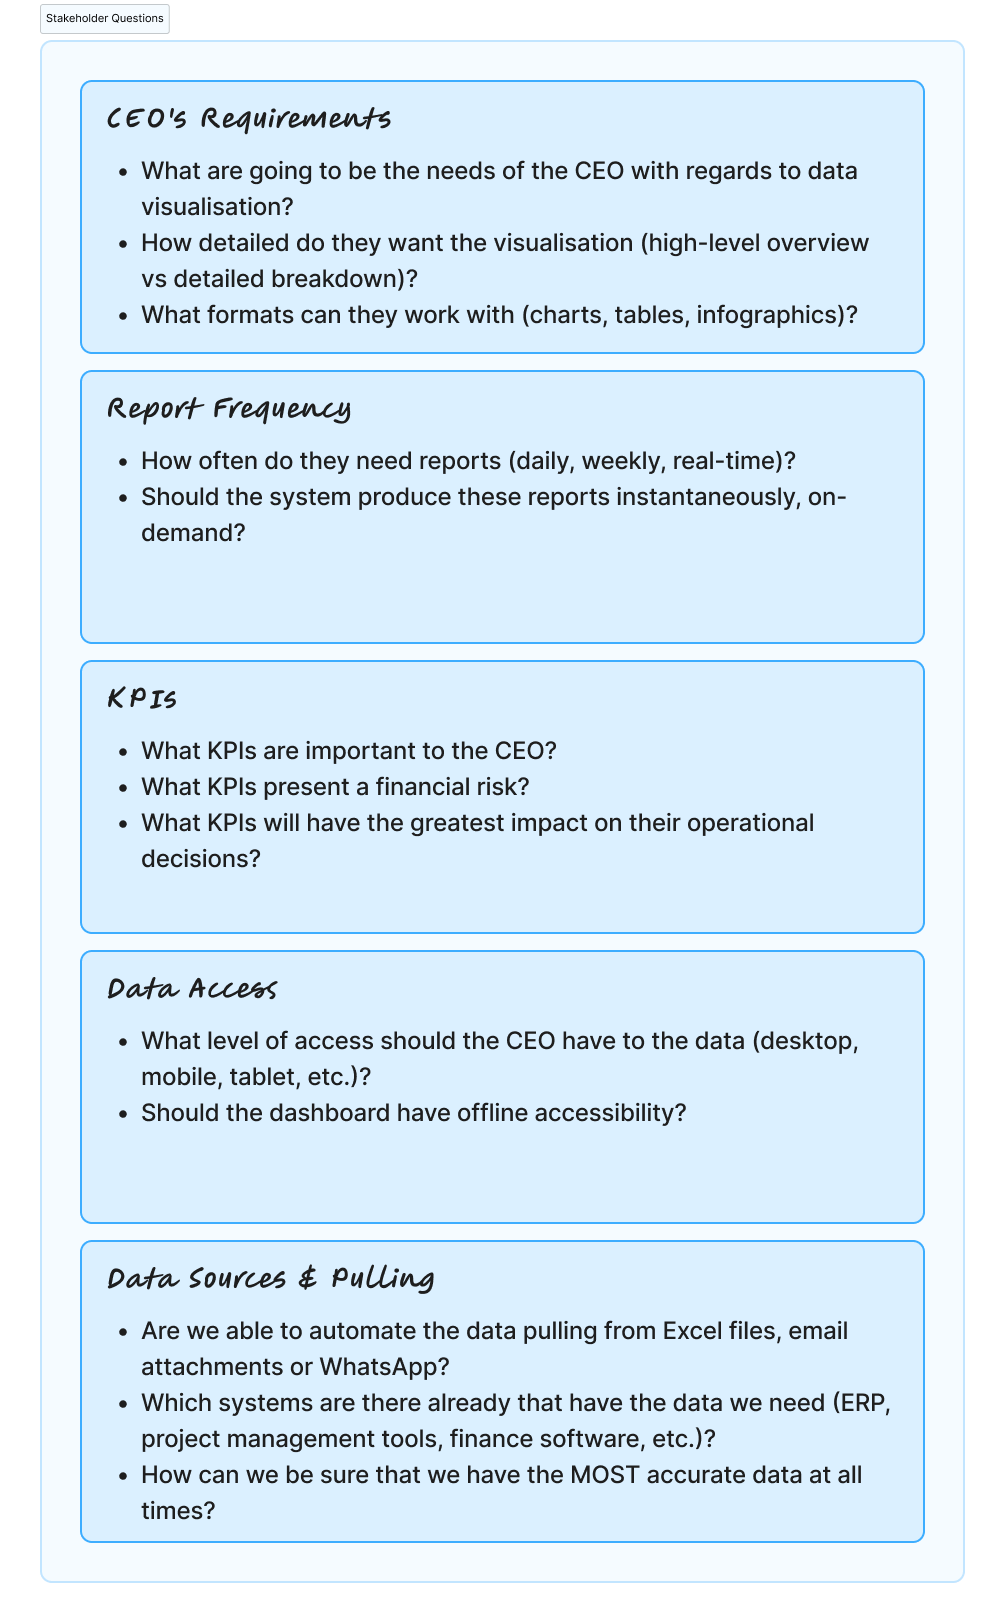 Stakeholder Questions
CEO's Requirements
• What are going to be the needs of the CEO with regards to data
visualisation?
• How detailed do they want the visualisation (high-level overview
vs detailed breakdown)?
• What formats can they work with (charts, tables, infographics)?
Report Frequency
• How often do they need reports (daily, weekly, real-time)?
• Should the system produce these reports instantaneously, on-
demand?
KPIs
• What KPIs are important to the CEO?
• What KPIs present a financial risk?
• What KPIs will have the greatest impact on their operational
decisions?
Data Access
• What level of access should the CEO have to the data (desktop,
mobile, tablet, etc.)?
• Should the dashboard have offline accessibility?
Data Sources & Pulling
• Are we able to automate the data pulling from Excel files, email
attachments or WhatsApp?
• Which systems are there already that have the data we need (ERP,
project management tools, finance software, etc.)?
• How can we be sure that we have the MOST accurate data at all
times?